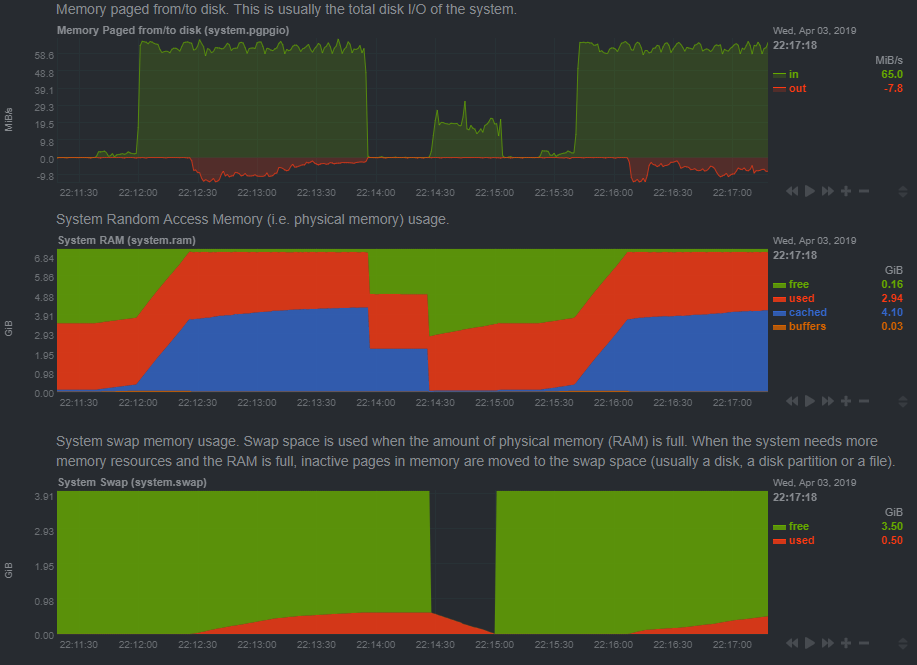 Memory paged from/to disk. This is usually the total disk I/O of the system.
Memory Paged from/to disk (system.pgpgio)
Wed, Apr 03, 2019
22:17:18
MiB/s
in 65.0
out -7.8
MiB/s
58.6
48.8
39.1
29.3
19.5
9.8
0.0
-9.8
22:11:30 22:12:00 22:12:30 22:13:00 22:13:30 22:14:00 22:14:30 22:15:00 22:15:30 22:16:00 22:16:30 22:17:00
System Random Access Memory (i.e. physical memory) usage.
System RAM (system.ram)
Wed, Apr 03, 2019
22:17:18
GiB
free 0.16
used 2.94
cached 4.10
buffers 0.03
GiB
6.84
5.86
4.88
3.91
2.93
1.95
0.98
0.00
22:11:30 22:12:00 22:12:30 22:13:00 22:13:30 22:14:00 22:14:30 22:15:00 22:15:30 22:16:00 22:16:30 22:17:00
System swap memory usage. Swap space is used when the amount of physical memory (RAM) is full. When the system needs more
memory resources and the RAM is full, inactive pages in memory are moved to the swap space (usually a disk, a disk partition or a file).
System Swap (system.swap)
Wed, Apr 03, 2019
22:17:18
GiB
free 3.50
used 0.50
GiB
3.91
2.93
1.95
0.98
0.00
22:11:30 22:12:00 22:12:30 22:13:00 22:13:30 22:14:00 22:14:30 22:15:00 22:15:30 22:16:00 22:16:30 22:17:00